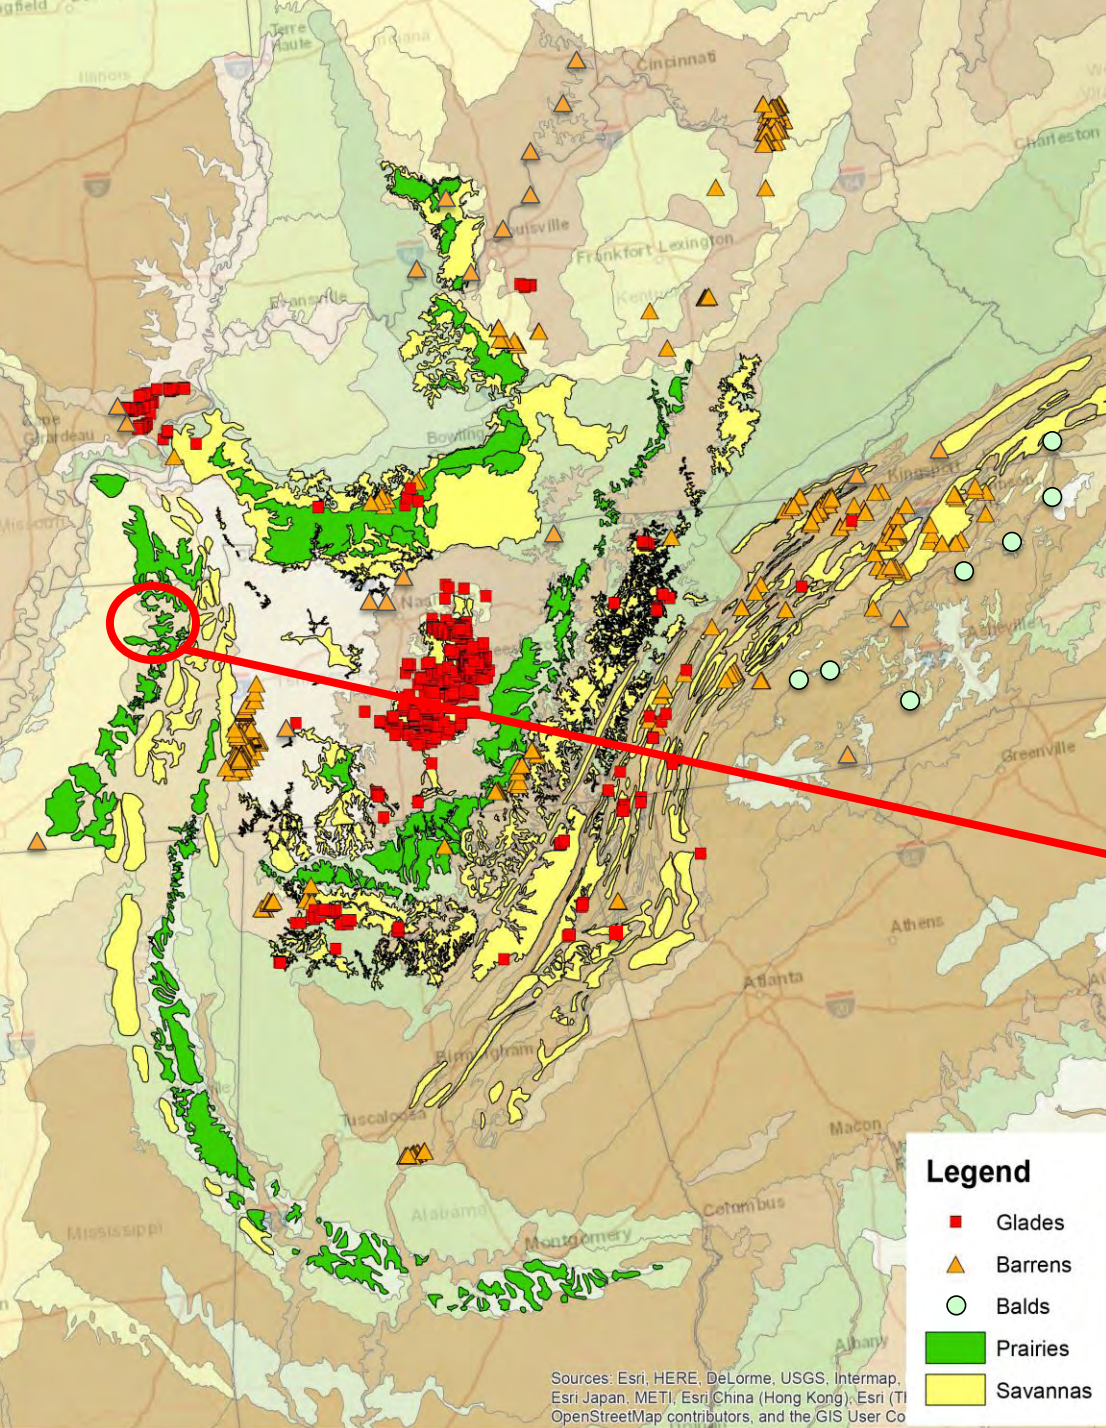 Terre
Haute
Indiana
Illinois
Cincinnati
Charleston
Louisville
Frankfort Lexington
Evansville
Cape
Girardeau
Bowling
Kingsport
Asheville
Greenville
Athens
Atlanta
Birmingham
Tuscaloosa
Macon
Columbus
Alabama
Montgomery
Mississippi
Albany
Legend
Glades
Barrens
Balds
Prairies
Savannas
Sources: Esri, HERE, DeLorme, USGS, Intermap,
Esri Japan, METI, Esri China (Hong Kong), Esri (Th
OpenStreetMap contributors, and the GIS User Co